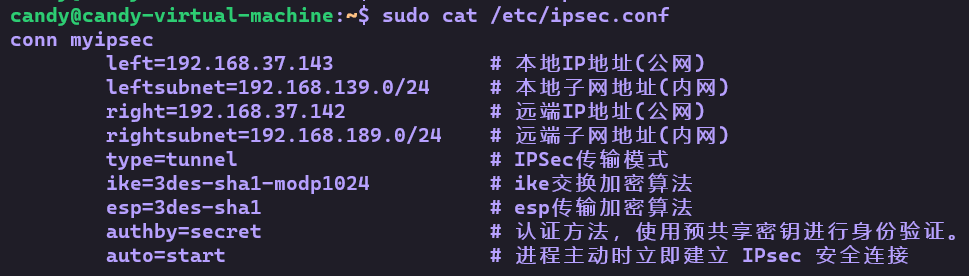 candy@candy-virtual-machine:~$ sudo cat /etc/ipsec.conf
conn myipsec
        left=192.168.37.143             # 本地IP地址(公网)
        leftsubnet=192.168.139.0/24     # 本地子网地址(内网)
        right=192.168.37.142            # 远端IP地址(公网)
        rightsubnet=192.168.189.0/24    # 远端子网地址(内网)
        type=tunnel                     # IPSec传输模式
        ike=3des-sha1-modp1024          # ike交换加密算法
        esp=3des-sha1                   # esp传输加密算法
        authby=secret                   # 认证方法，使用预共享密钥进行身份验证。
        auto=start                      # 进程主动时立即建立 IPsec 安全连接